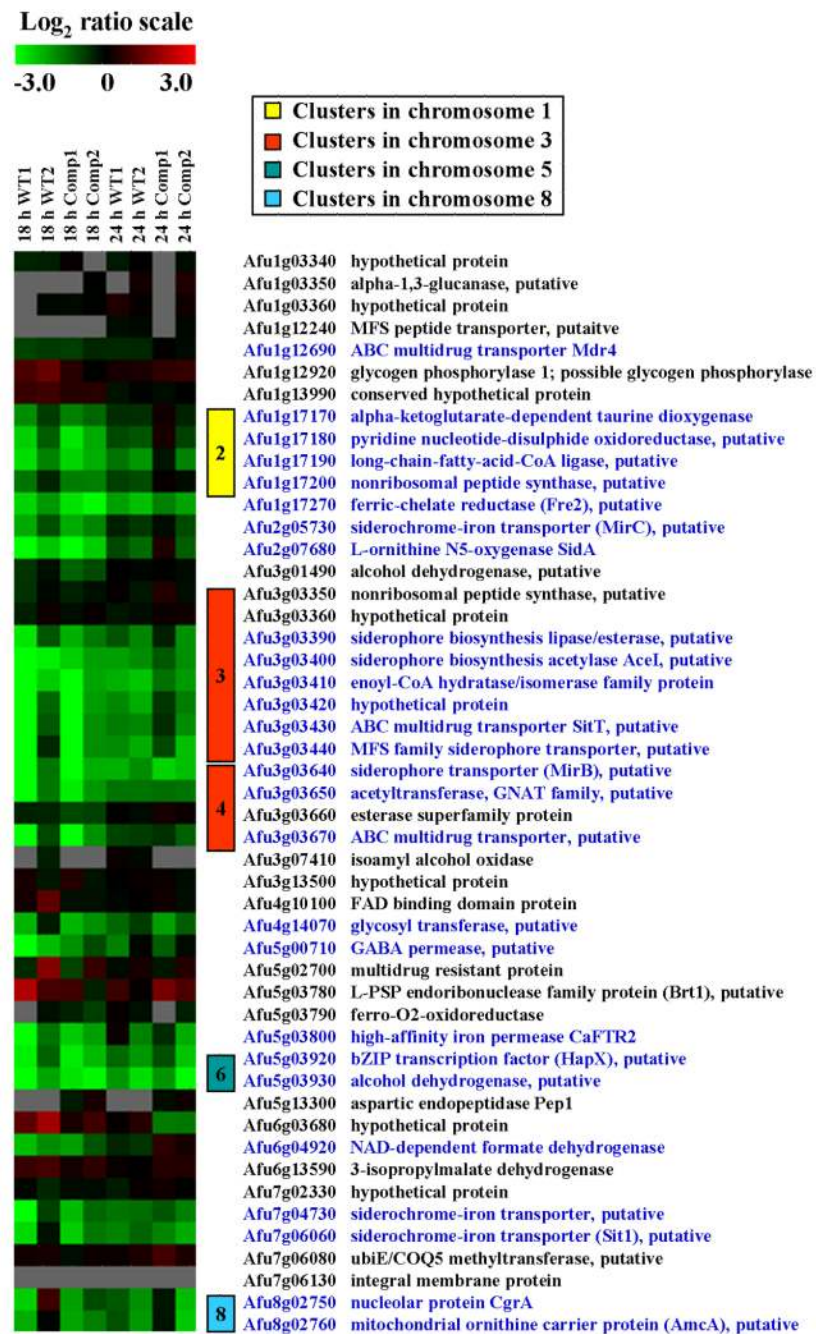 Log2 ratio scale
-3.0 0 3.0
Clusters in chromosome 1
Clusters in chromosome 3
Clusters in chromosome 5
Clusters in chromosome 8
18 h WT1
18 h WT2
18 h Comp1
18 h Comp2
24 h WT1
24 h WT2
24 h Comp1
24 h Comp2
Afu1g03340 hypothetical protein
Afu1g03350 alpha-1,3-glucanase, putative
Afu1g03360 hypothetical protein
Afu1g12240 MFS peptide transporter, putaitve
Afu1g12690 ABC multidrug transporter Mdr4
Afu1g12920 glycogen phosphorylase 1; possible glycogen phosphorylase
Afu1g13990 conserved hypothetical protein
Afu1g17170 alpha-ketoglutarate-dependent taurine dioxygenase
Afu1g17180 pyridine nucleotide-disulphide oxidoreductase, putative
2
Afu1g17190 long-chain-fatty-acid-CoA ligase, putative
Afu1g17200 nonribosomal peptide synthase, putative
Afu1g17270 ferric-chelate reductase (Fre2), putative
Afu2g05730 siderochrome-iron transporter (MirC), putative
Afu2g07680 L-ornithine N5-oxygenase SidA
Afu3g01490 alcohol dehydrogenase, putative
Afu3g03350 nonribosomal peptide synthase, putative
Afu3g03360 hypothetical protein
Afu3g03390 siderophore biosynthesis lipase/esterase, putative
Afu3g03400 siderophore biosynthesis acetylase AceI, putative
3
Afu3g03410 enoyl-CoA hydratase/isomerase family protein
Afu3g03420 hypothetical protein
Afu3g03430 ABC multidrug transporter SitT, putative
Afu3g03440 MFS family siderophore transporter, putative
Afu3g03640 siderophore transporter (MirB), putative
Afu3g03650 acetyltransferase, GNAT family, putative
4
Afu3g03660 esterase superfamily protein
Afu3g03670 ABC multidrug transporter, putative
Afu3g07410 isoamyl alcohol oxidase
Afu3g13500 hypothetical protein
Afu4g10100 FAD binding domain protein
Afu4g14070 glycosyl transferase, putative
Afu5g00710 GABA permease, putative
Afu5g02700 multidrug resistant protein
Afu5g03780 L-PSP endoribonuclease family protein (Brt1), putative
Afu5g03790 ferro-O2-oxidoreductase
Afu5g03800 high-affinity iron permease CaFTR2
Afu5g03920 bZIP transcription factor (HapX), putative
6
Afu5g03930 alcohol dehydrogenase, putative
Afu5g13300 aspartic endopeptidase Pep1
Afu6g03680 hypothetical protein
Afu6g04920 NAD-dependent formate dehydrogenase
Afu6g13590 3-isopropylmalate dehydrogenase
Afu7g02330 hypothetical protein
Afu7g04730 siderochrome-iron transporter, putative
Afu7g06060 siderochrome-iron transporter (Sit1), putative
Afu7g06080 ubiE/COQ5 methyltransferase, putative
Afu7g06130 integral membrane protein
Afu8g02750 nucleolar protein CgrA
8
Afu8g02760 mitochondrial ornithine carrier protein (AmcA), putative